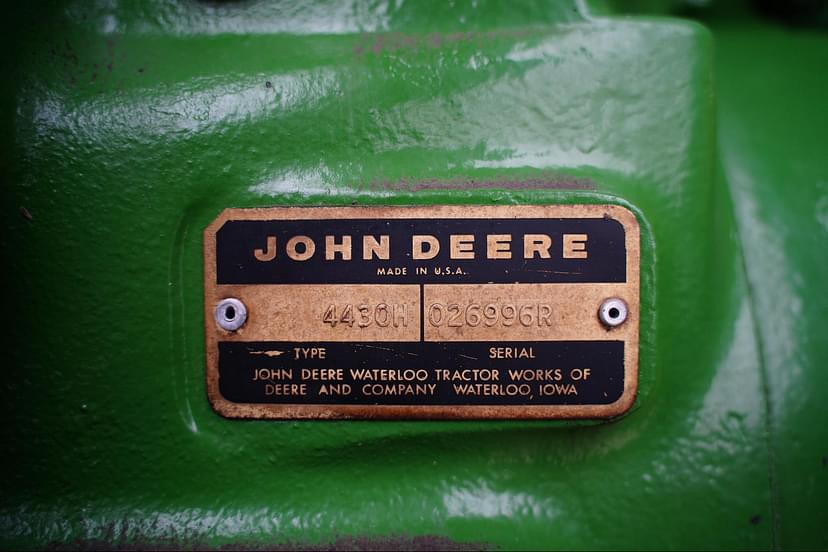 JOHN DEERE
MADE IN U.S.A.
4430H 026996R
TYPE SERIAL
JOHN DEERE WATERLOO TRACTOR WORKS OF
DEERE AND COMPANY WATERLOO, IOWA